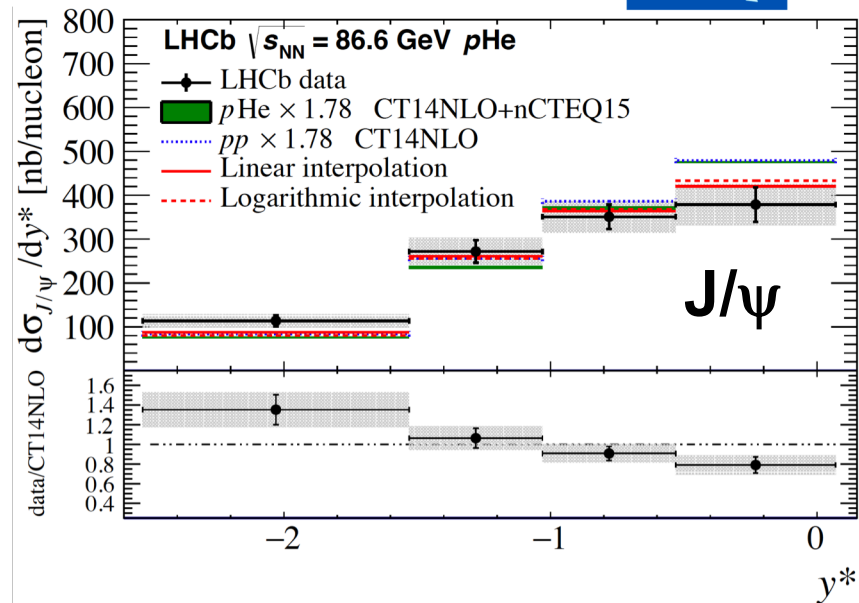 LHCb √sNN = 86.6 GeV pHe
LHCb data
pHe × 1.78 CT14NLO+nCTEQ15
pp × 1.78 CT14NLO
Linear interpolation
Logarithmic interpolation
J/ψ
dσJ/ψ /dy* [nb/nucleon]
800
700
600
500
400
300
200
100
data/CT14NLO
1.6
1.4
1.2
1
0.8
0.6
0.4
−2
−1
0
y*